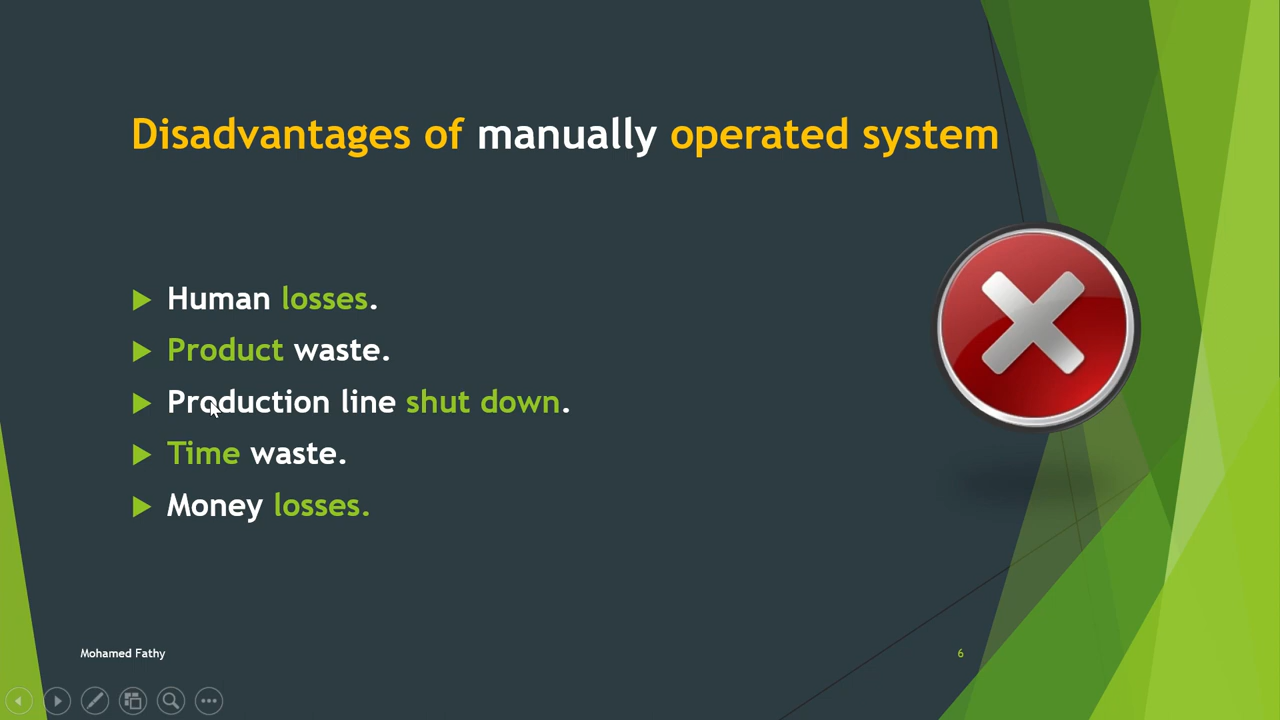 Disadvantages of manually operated system
Human losses.
Product waste.
Production line shut down.
Time waste.
Money losses.
Mohamed Fathy
6